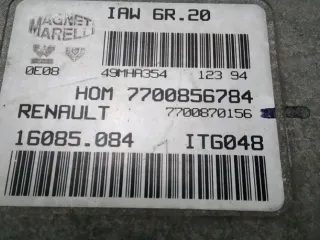 MAGNETI MARELLI
IAW 6R.20
0E08
49MHA354 123 94
HOM 7700856784
RENAULT 7700870156
16085.084 ITG048